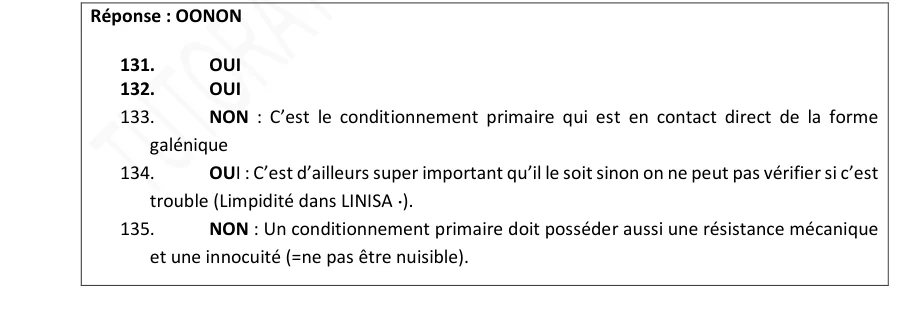 Réponse : OONON
131. OUI
132. OUI
133. NON : C’est le conditionnement primaire qui est en contact direct de la forme
galénique
134. OUI : C’est d’ailleurs super important qu’il le soit sinon on ne peut pas vérifier si c’est
trouble (Limpidité dans LINISA ·).
135. NON : Un conditionnement primaire doit posséder aussi une résistance mécanique
et une innocuité (=ne pas être nuisible).